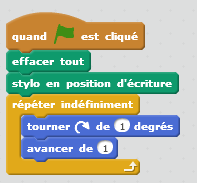 quand est cliqué
effacer tout
stylo en position d'écriture
répéter indéfiniment
tourner de 1 degrés
avancer de 1